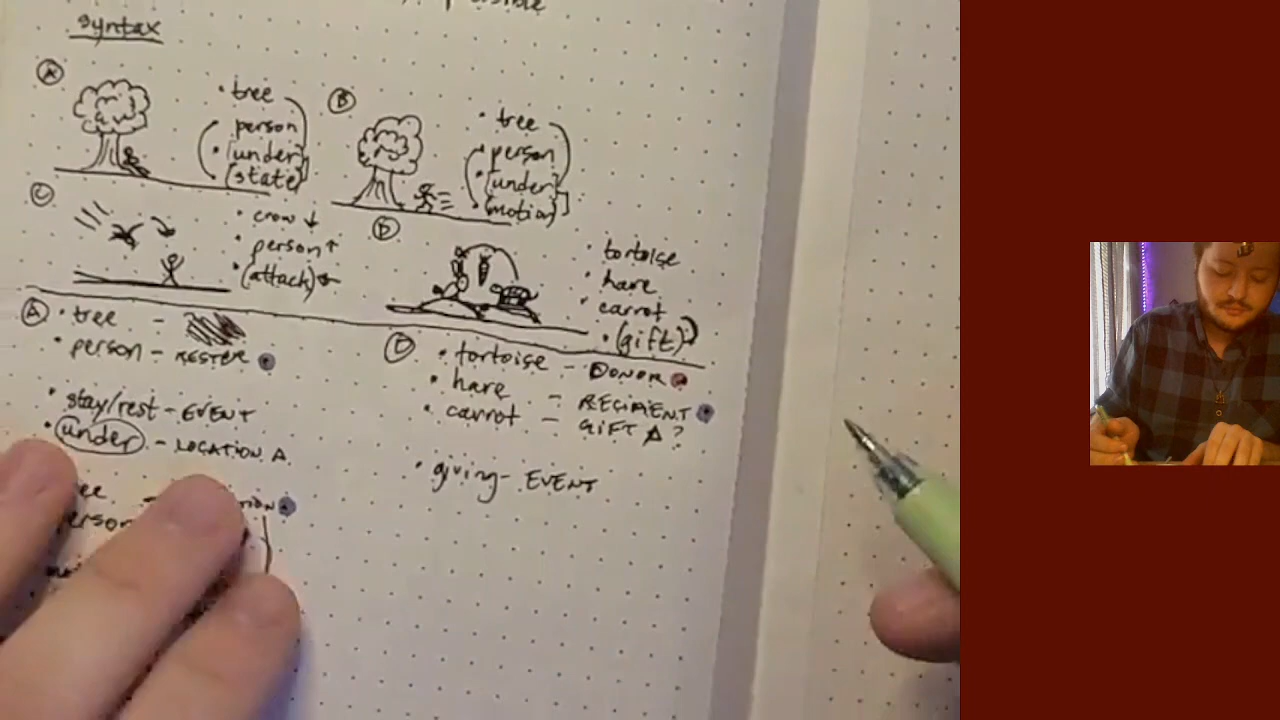 syntax
A
• tree
person
• (under)
(state)
B
• tree
• person
• (under)
• (motion)
C
• crow ↓
• person ↑
• (attack)
D
• tortoise
• hare
• carrot
• (gift)
A • tree –
• person – RESTER
• stay/rest – EVENT
• under – LOCATION
• tortoise – DONOR
• hare – RECIPIENT
• carrot – GIFT ?
• giving – EVENT